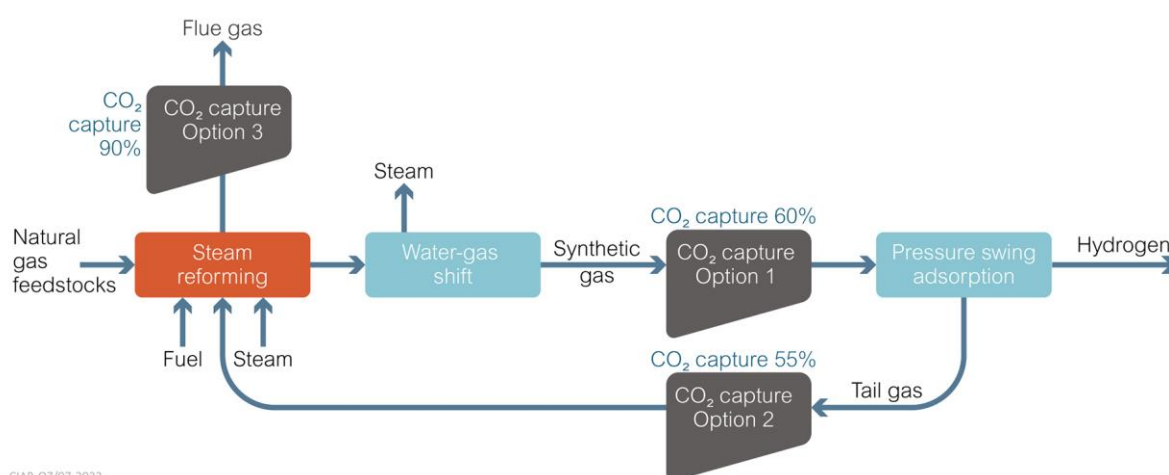 Flue gas
CO₂
capture
90%
CO₂ capture
Option 3
Steam
Natural
gas
feedstocks
Steam
reforming
Water-gas
shift
Synthetic
gas
CO₂ capture 60%
CO₂ capture
Option 1
Pressure swing
adsorption
Hydrogen
Fuel
Steam
CO₂ capture 55%
CO₂ capture
Option 2
Tail gas